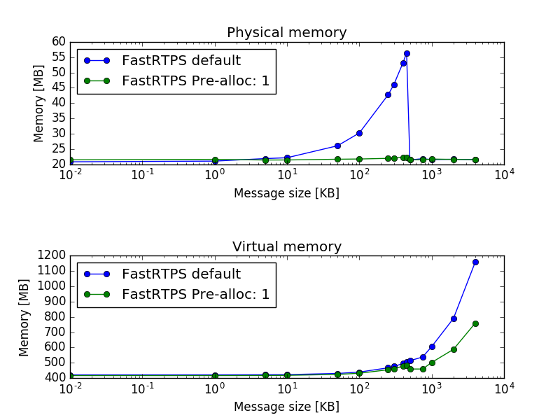 Physical memory
60
55
50
45
40
35
30
25
20
Memory [MB]
FastRTPS default
FastRTPS Pre-alloc: 1
10⁻² 10⁻¹ 10⁰ 10¹ 10² 10³ 10⁴
Message size [KB]
Virtual memory
1200
1100
1000
900
800
700
600
500
400
Memory [MB]
FastRTPS default
FastRTPS Pre-alloc: 1
10⁻² 10⁻¹ 10⁰ 10¹ 10² 10³ 10⁴
Message size [KB]